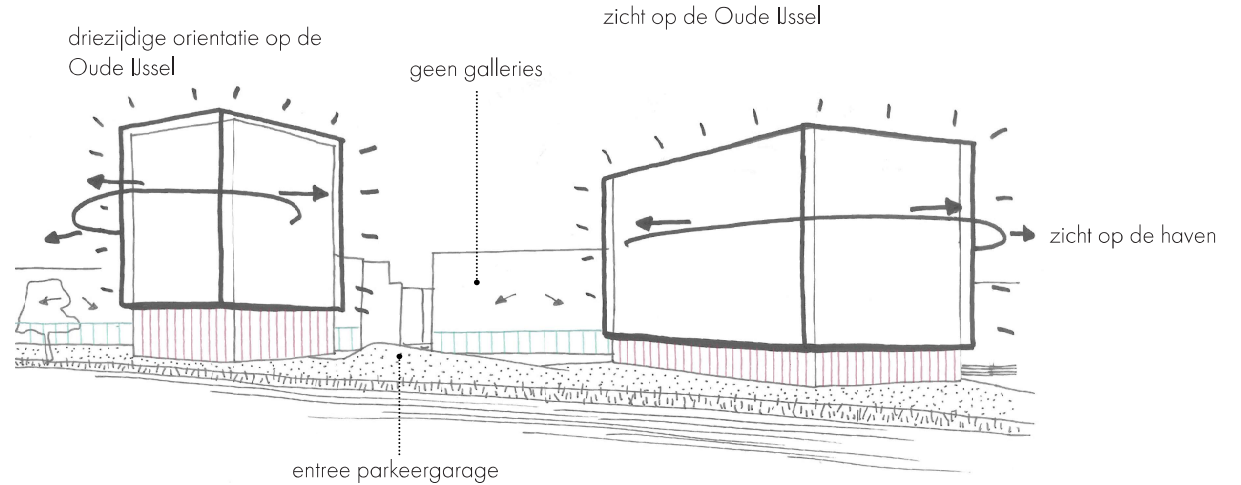 zicht op de Oude IJssel
driezijdige orientatie op de
Oude IJssel
geen galleries
zicht op de haven
entree parkeergarage